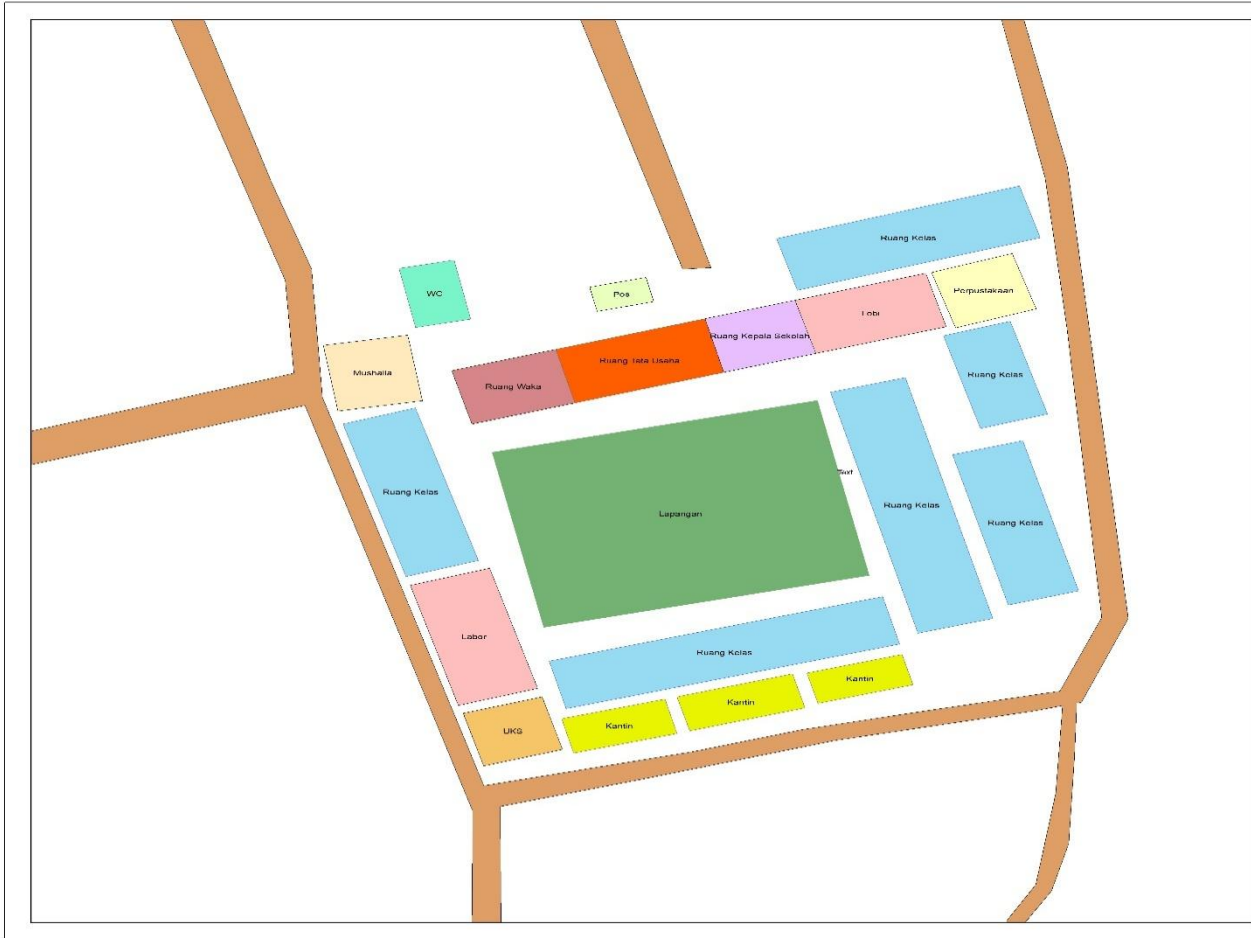 Ruang Kelas
WC
Pos
Perpustakaan
Lobi
Ruang Kepala Sekolah
Ruang Tata Usaha
Mushalla
Ruang Waka
Ruang Kelas
Text
Ruang Kelas
Ruang Kelas
Lapangan
Ruang Kelas
Labor
Ruang Kelas
Kantin
Kantin
Kantin
UKS